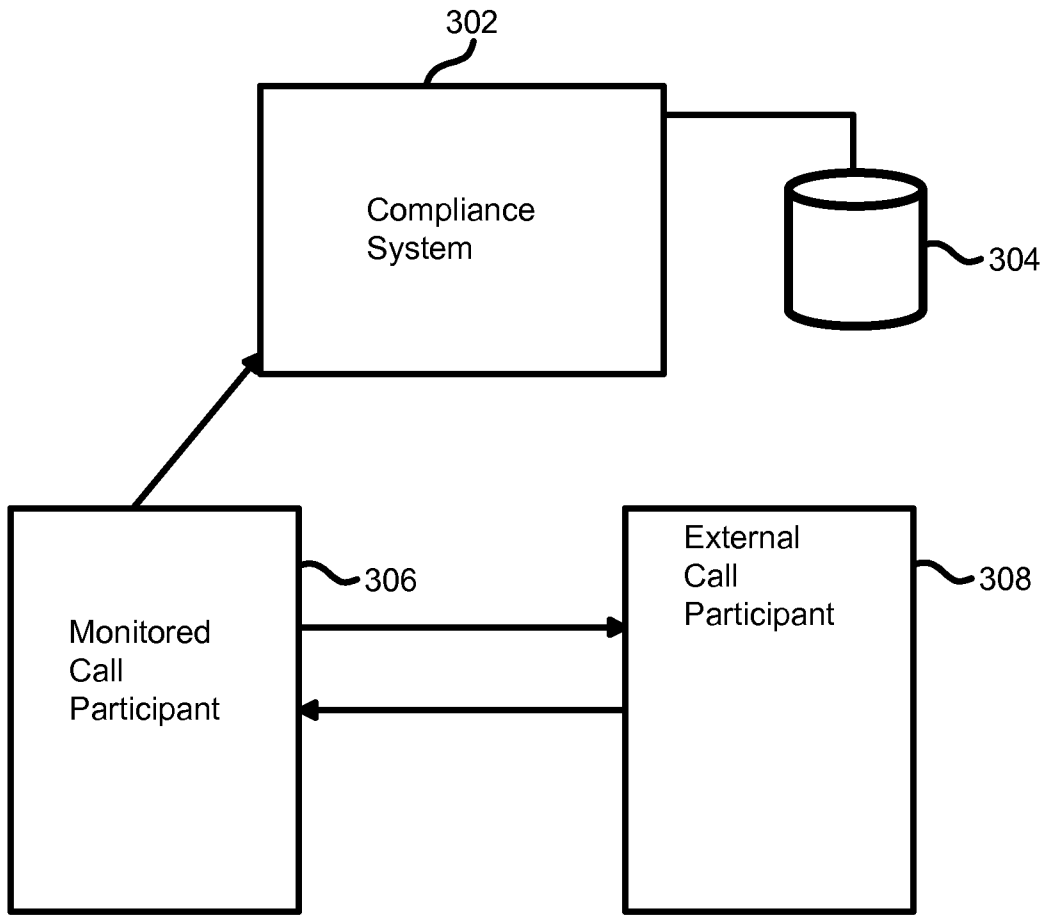 302
Compliance
System
304
306
Monitored
Call
Participant
External
Call
Participant
308